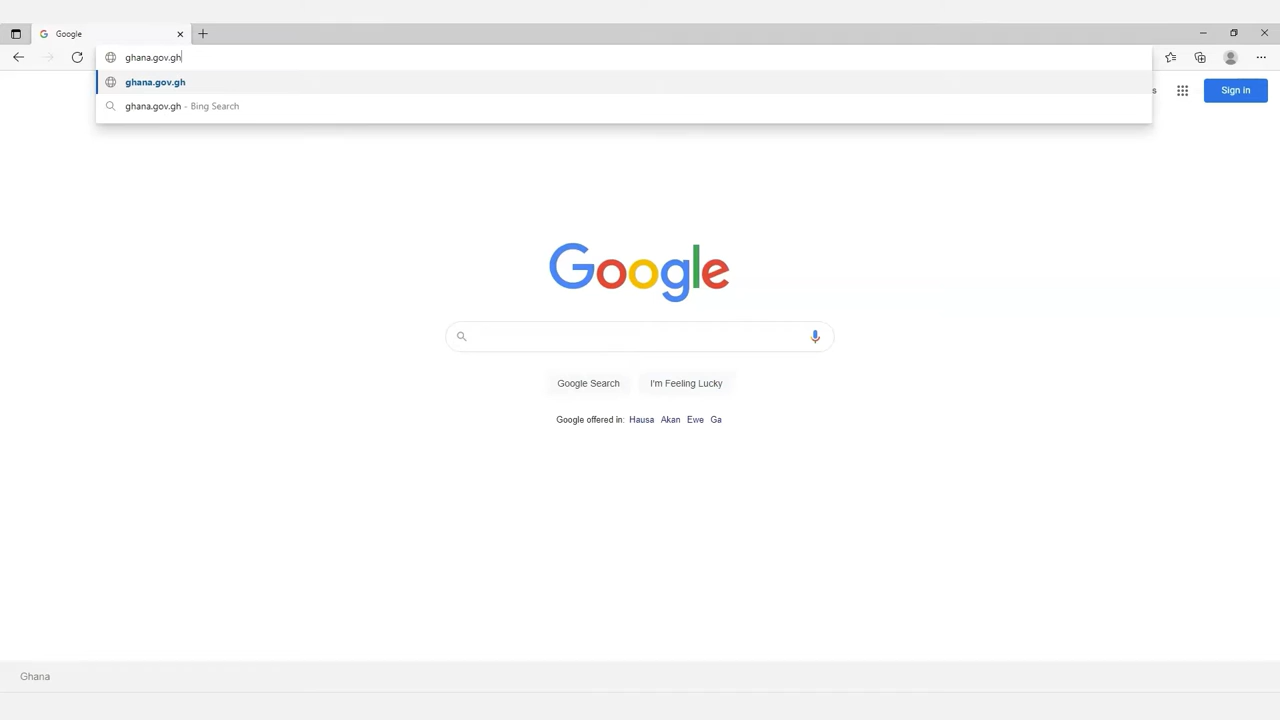 Google
ghana.gov.gh
ghana.gov.gh
ghana.gov.gh - Bing Search
s
Sign in
Google
Google Search
I'm Feeling Lucky
Google offered in: Hausa Akan Ewe Ga
Ghana